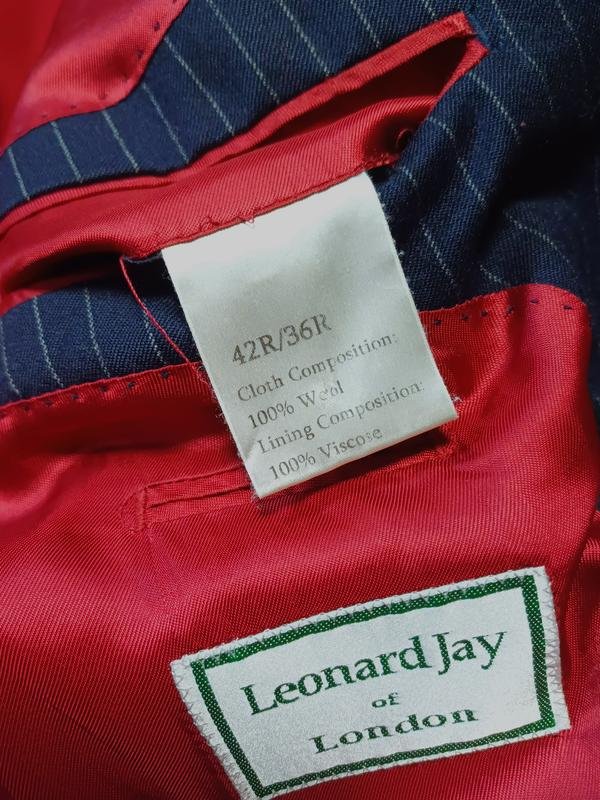 42R/36R
Cloth Composition:
100% Wool
Lining Composition:
100% Viscose
Leonard Jay
of
London